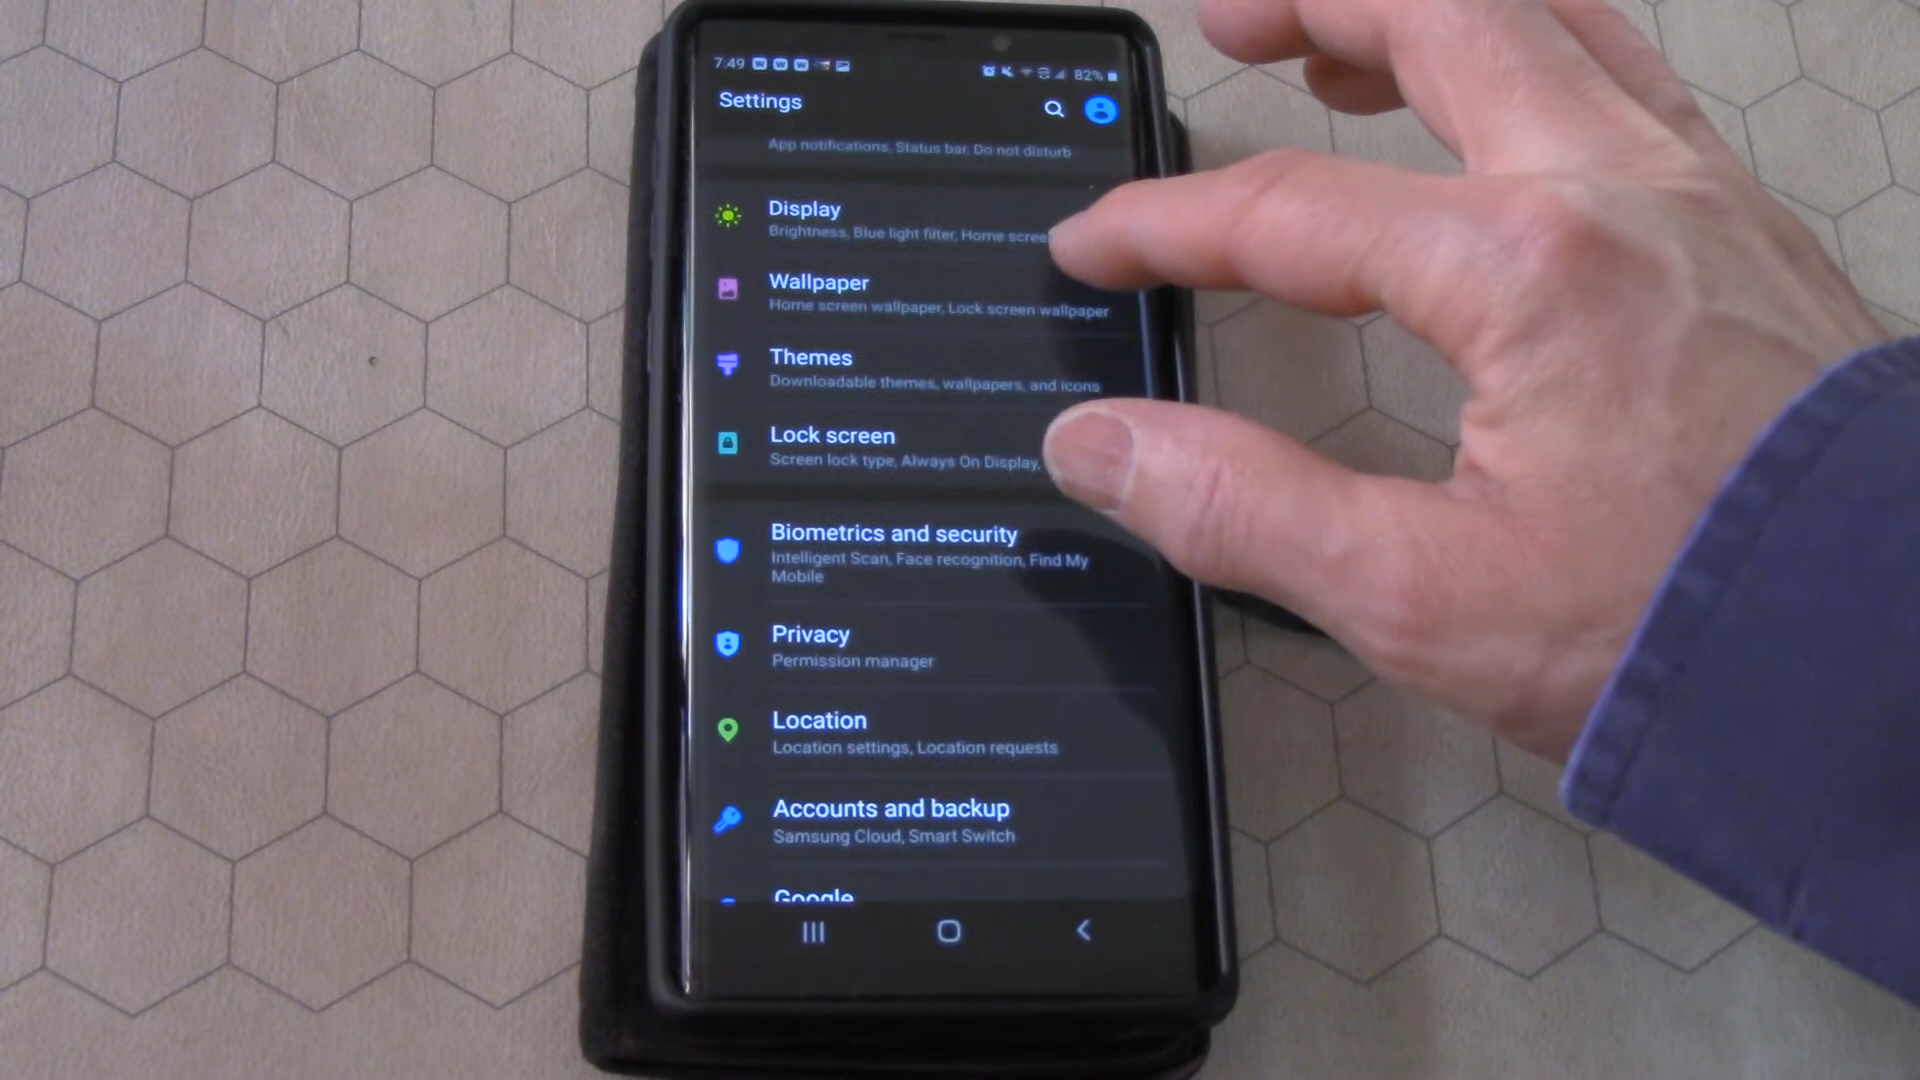 7:49 W W W 82%
Settings
App notifications, Status bar, Do not disturb
Display
Brightness, Blue light filter, Home scree
Wallpaper
Home screen wallpaper, Lock screen wallpaper
Themes
Downloadable themes, wallpapers, and icons
Lock screen
Screen lock type, Always On Display,
Biometrics and security
Intelligent Scan, Face recognition, Find My
Mobile
Privacy
Permission manager
Location
Location settings, Location requests
Accounts and backup
Samsung Cloud, Smart Switch
Google